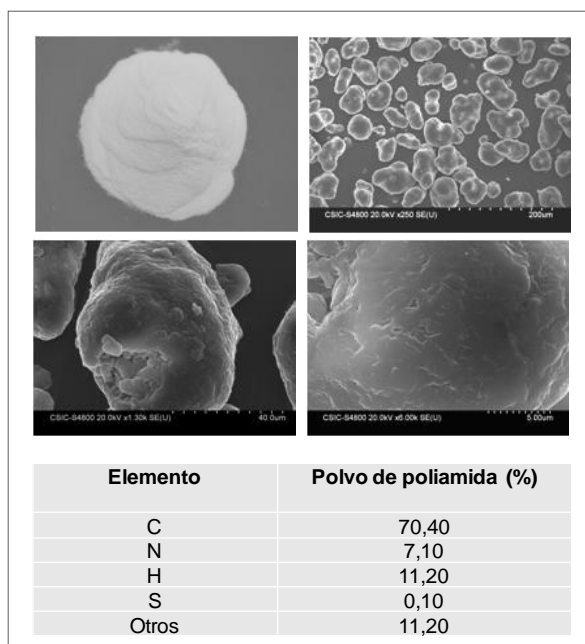 CSIC-S4800 20.0kV x250 SE(U) 200um
CSIC-S4800 20.0kV x1.30k SE(U) 40.0um
CSIC-S4800 20.0kV x6.00k SE(U) 5.00um
Elemento Polvo de poliamida (%)
C 70,40
N 7,10
H 11,20
S 0,10
Otros 11,20